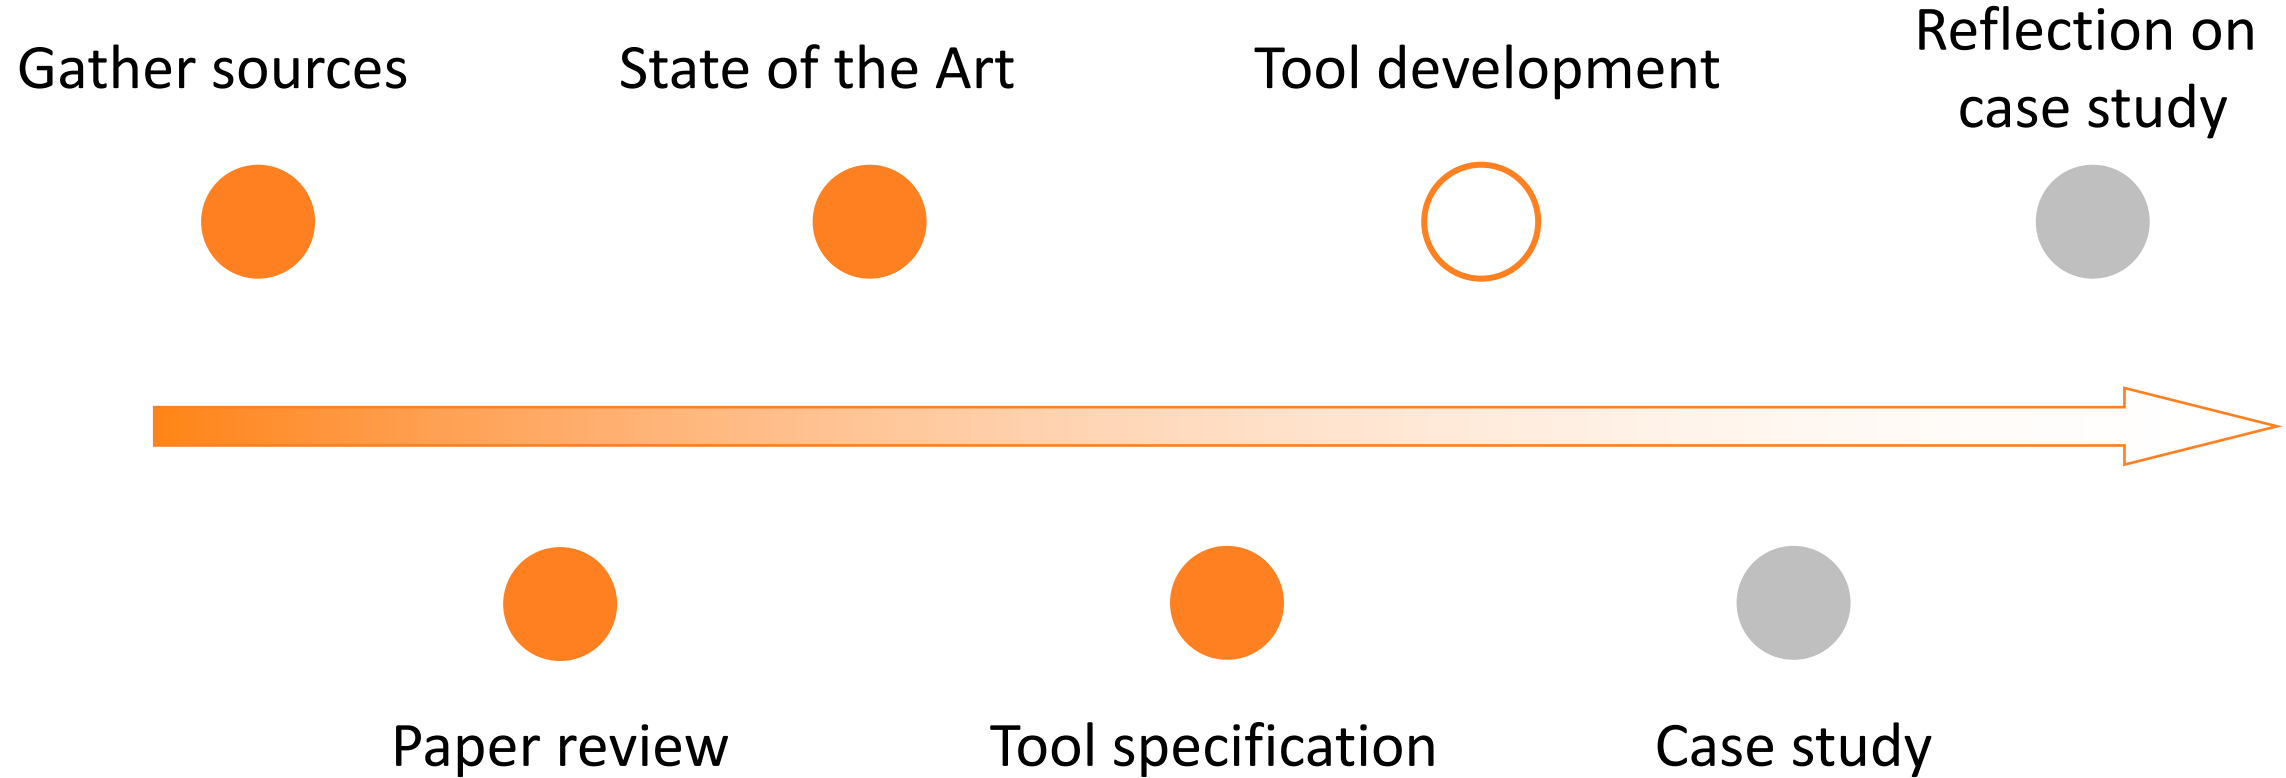 Gather sources
State of the Art
Tool development
Reflection on
case study
Paper review
Tool specification
Case study